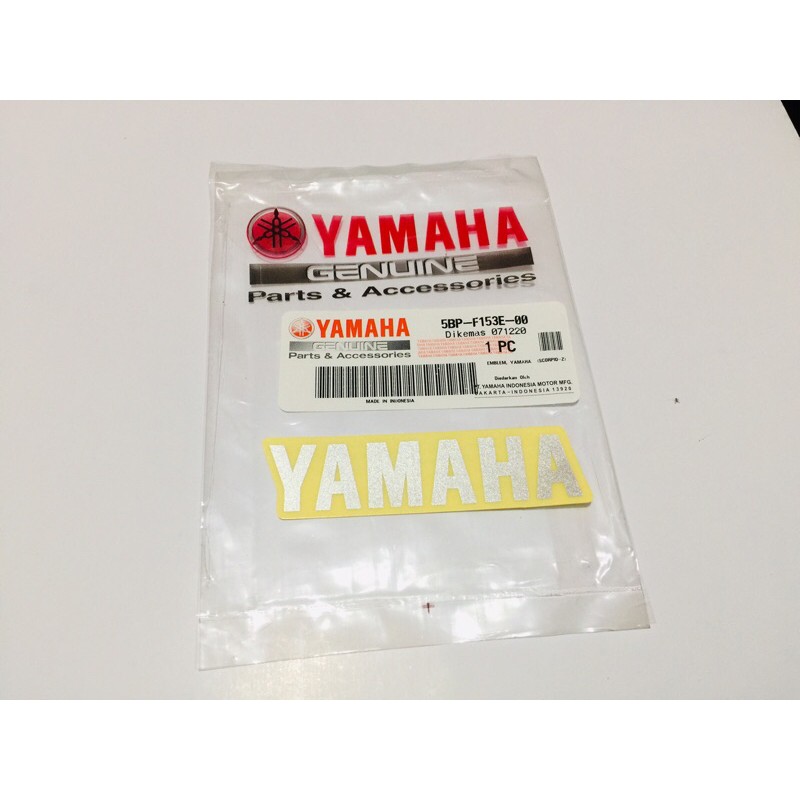 YAMAHA
GENUINE
Parts & Accessories
YAMAHA
GENUINE
Parts & Accessories
5BP-F153E-00
Dikemas 071220
1 PC
EMBLEM, YAMAHA (SCORPIO-Z)
Diedarkan Oleh
PT. YAMAHA INDONESIA MOTOR MFG.
JAKARTA-INDONESIA 13920
MADE IN INDONESIA
YAMAHA